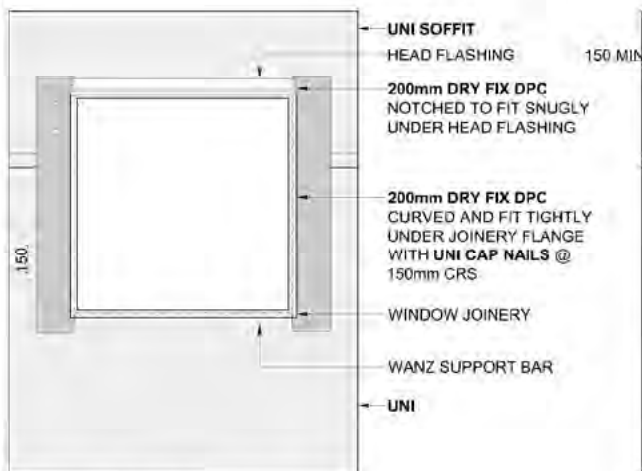 UNI SOFFIT
HEAD FLASHING
150 MIN
200mm DRY FIX DPC
NOTCHED TO FIT SNUGLY
UNDER HEAD FLASHING
200mm DRY FIX DPC
CURVED AND FIT TIGHTLY
UNDER JOINERY FLANGE
WITH UNI CAP NAILS @
150mm CRS
150.
WINDOW JOINERY
WANZ SUPPORT BAR
UNI